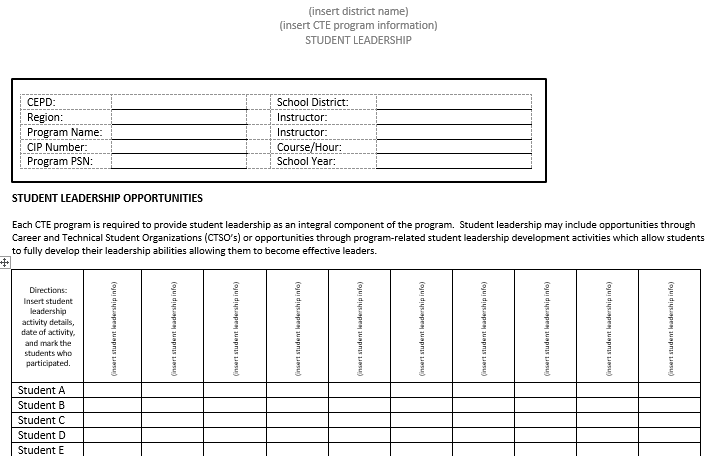 (insert district name)
(insert CTE program information)
STUDENT LEADERSHIP
CEPD: School District:
Region: Instructor:
Program Name: Instructor:
CIP Number: Course/Hour:
Program PSN: School Year:
STUDENT LEADERSHIP OPPORTUNITIES
Each CTE program is required to provide student leadership as an integral component of the program.  Student leadership may include opportunities through
Career and Technical Student Organizations (CTSO's) or opportunities through program-related student leadership development activities which allow students
to fully develop their leadership abilities allowing them to become effective leaders.
Directions:
Insert student
leadership
activity details,
date of activity,
and mark the
students who
participated.
(insert student leadership info)
(insert student leadership info)
(insert student leadership info)
(insert student leadership info)
(insert student leadership info)
(insert student leadership info)
(insert student leadership info)
(insert student leadership info)
(insert student leadership info)
(insert student leadership info)
Student A
Student B
Student C
Student D
Student E